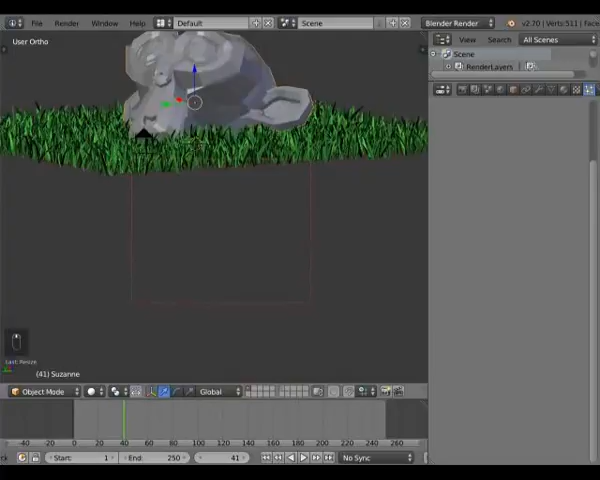 File Render Window Help Default Scene Blender Render v2.70 | Verts:511 | Face
User Ortho
View Search All Scenes
Scene
RenderLayers
Last: Resize
(41) Suzanne
Object Mode Global
-40 -20 0 20 40 60 80 100 120 140 160 180 200 220 240 260
Start: 1 End: 250 41 No Sync